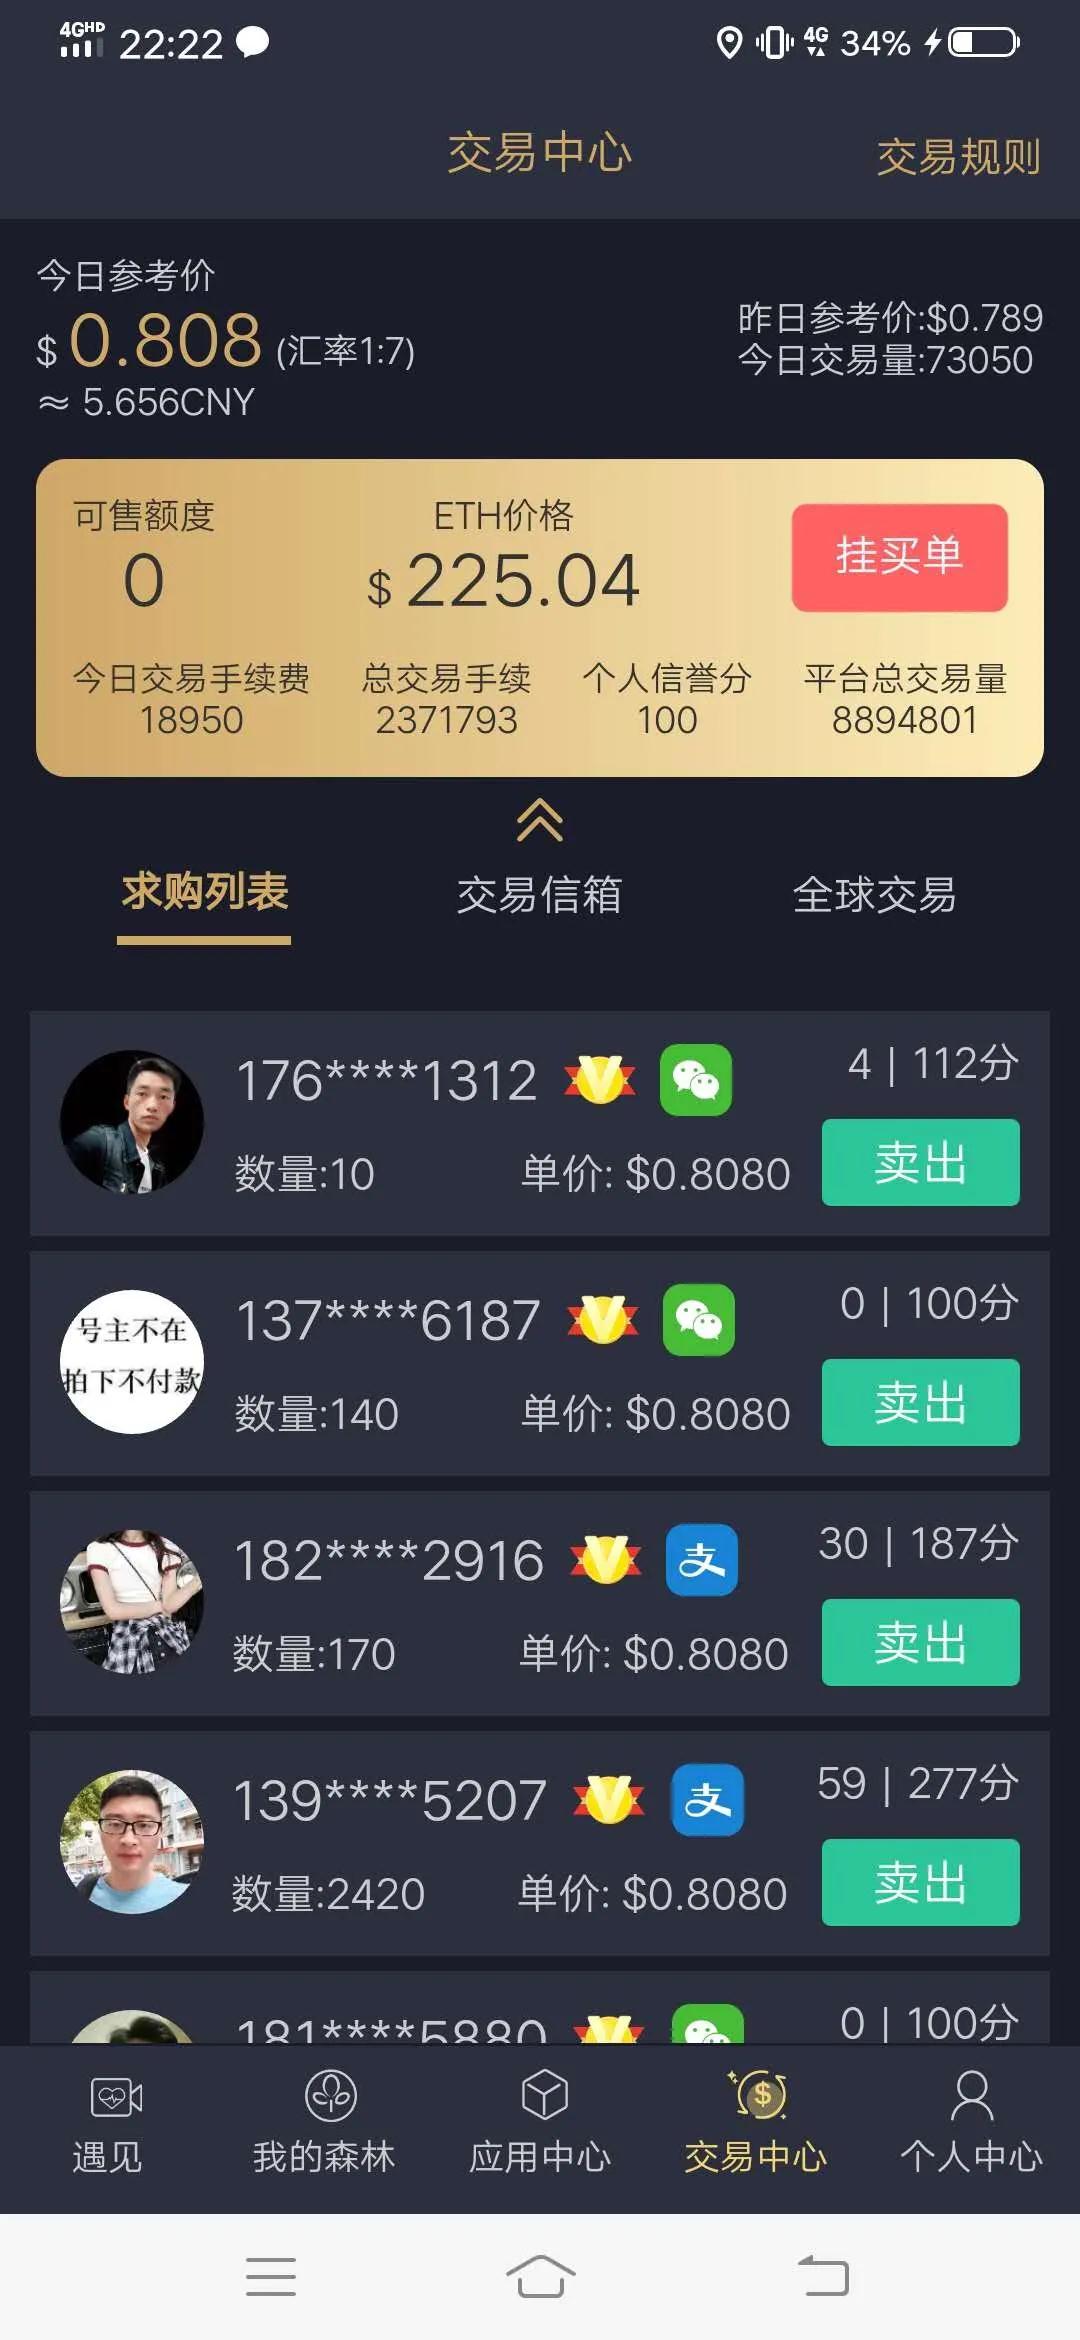 4GHD 22:22 4G 34%
交易中心 交易规则
今日参考价
$ 0.808 (汇率1:7)
≈ 5.656CNY
昨日参考价:$0.789
今日交易量:73050
可售额度
0
ETH价格
$ 225.04
挂买单
今日交易手续费
18950
总交易手续
2371793
个人信誉分
100
平台总交易量
8894801
求购列表 交易信箱 全球交易
176****1312 4 | 112分
数量:10 单价: $0.8080 卖出
号主不在
拍下不付款
137****6187 0 | 100分
数量:140 单价: $0.8080 卖出
182****2916 支 30 | 187分
数量:170 单价: $0.8080 卖出
139****5207 支 59 | 277分
数量:2420 单价: $0.8080 卖出
181****5880 0 | 100分
遇见 我的森林 应用中心 交易中心 个人中心